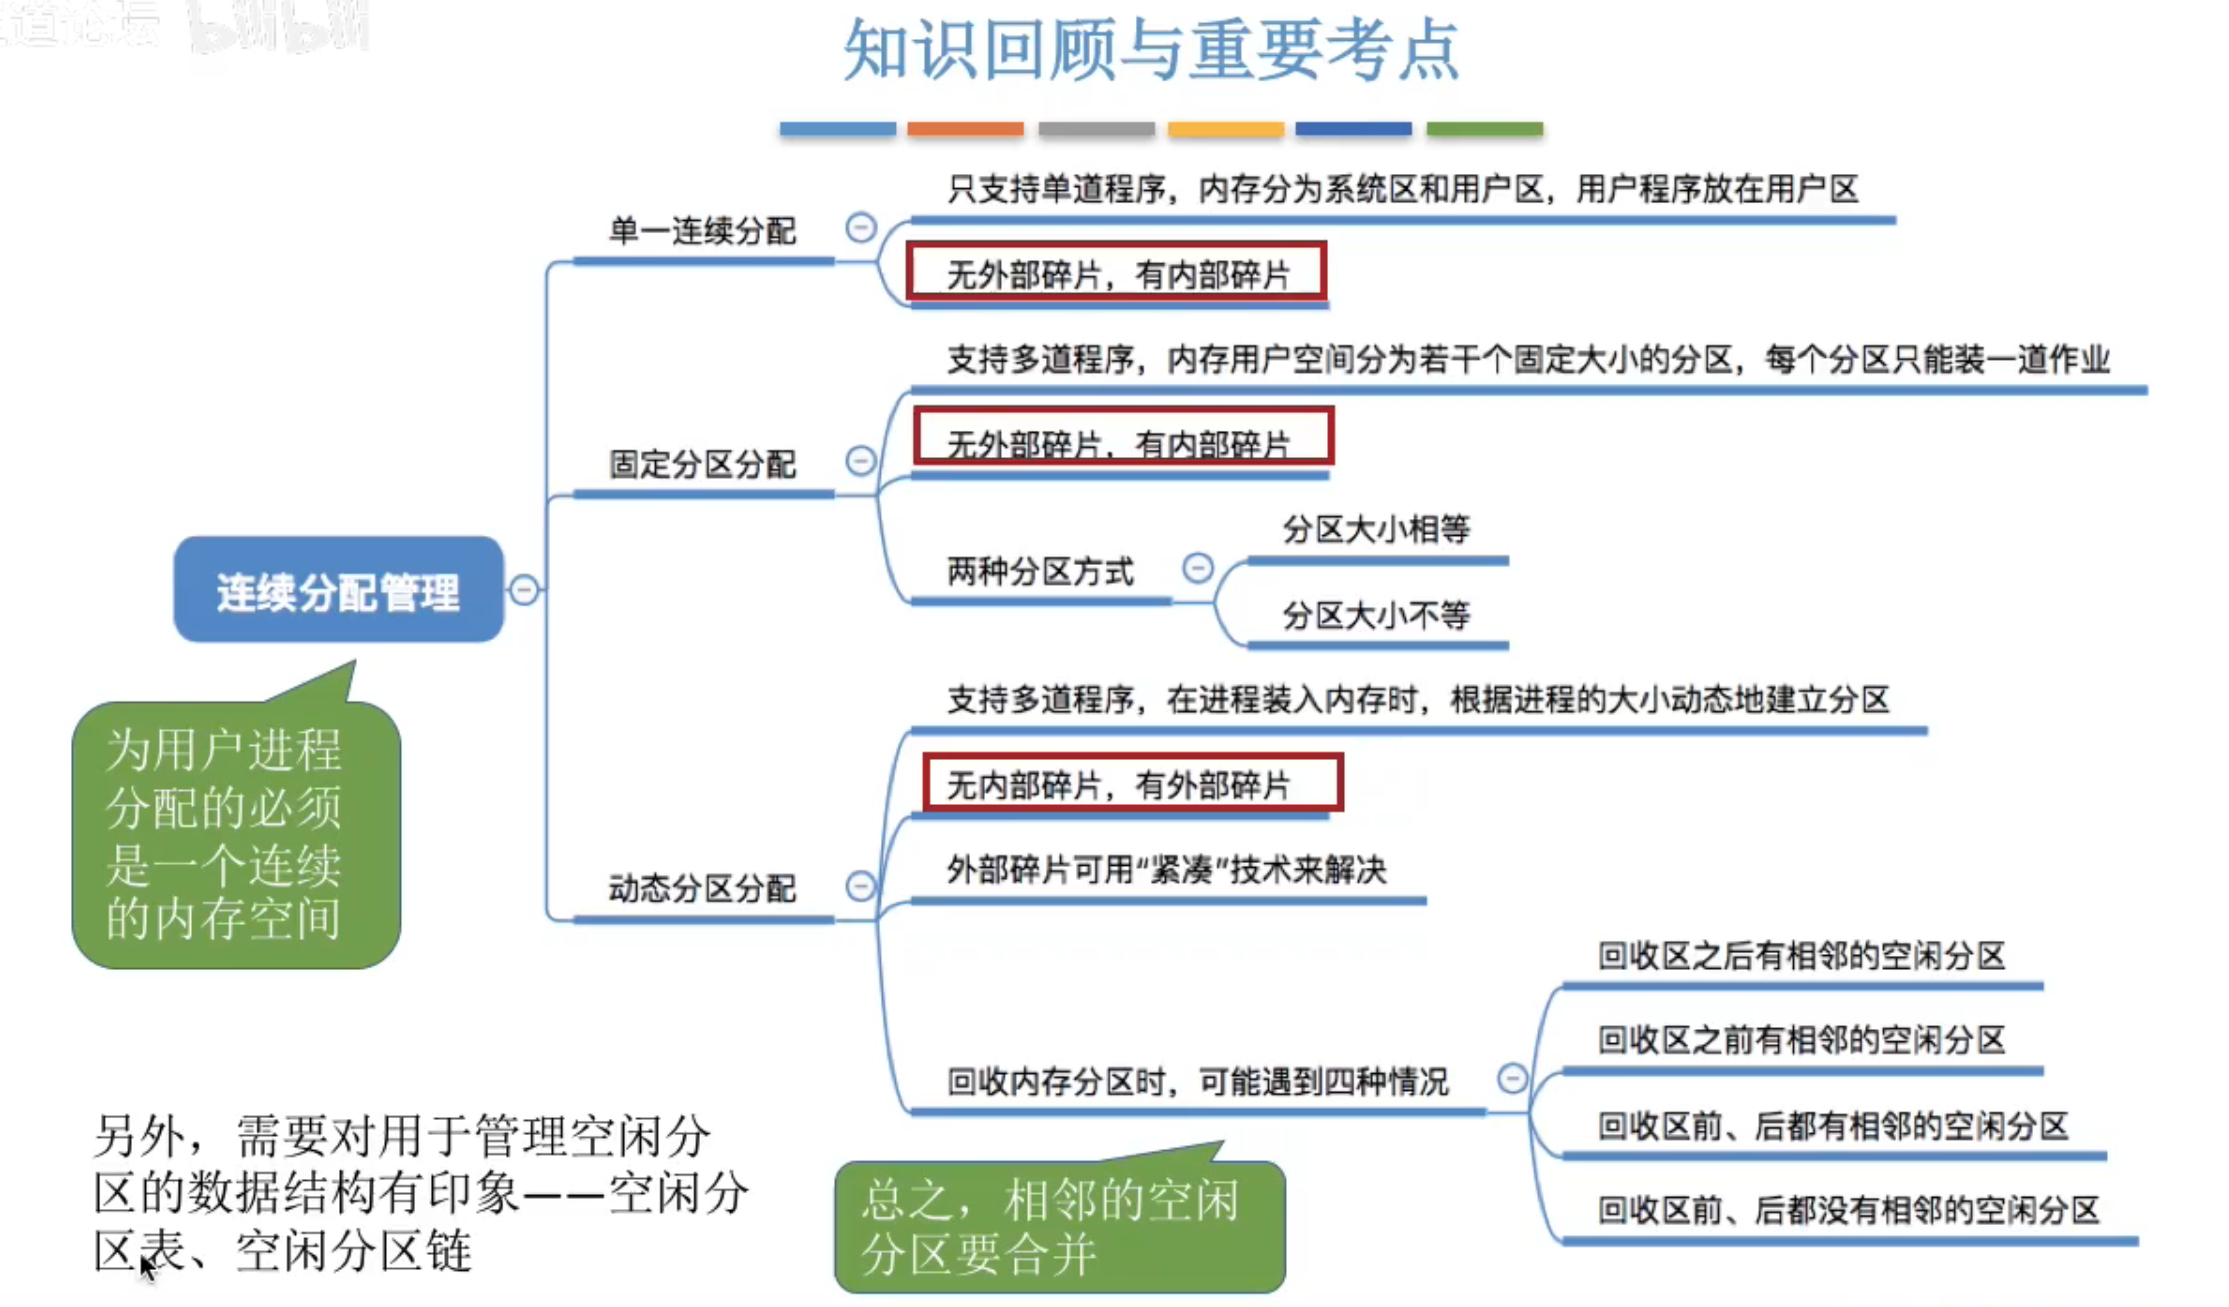 道论坛 bilibili
知识回顾与重要考点
只支持单道程序，内存分为系统区和用户区，用户程序放在用户区
单一连续分配
无外部碎片，有内部碎片
支持多道程序，内存用户空间分为若干个固定大小的分区，每个分区只能装一道作业
无外部碎片，有内部碎片
固定分区分配
分区大小相等
两种分区方式
分区大小不等
连续分配管理
为用户进程
分配的必须
是一个连续
的内存空间
支持多道程序，在进程装入内存时，根据进程的大小动态地建立分区
无内部碎片，有外部碎片
外部碎片可用“紧凑”技术来解决
动态分区分配
回收区之后有相邻的空闲分区
回收区之前有相邻的空闲分区
回收内存分区时，可能遇到四种情况
回收区前、后都有相邻的空闲分区
回收区前、后都没有相邻的空闲分区
总之，相邻的空闲
分区要合并
另外，需要对用于管理空闲分
区的数据结构有印象——空闲分
区表、空闲分区链